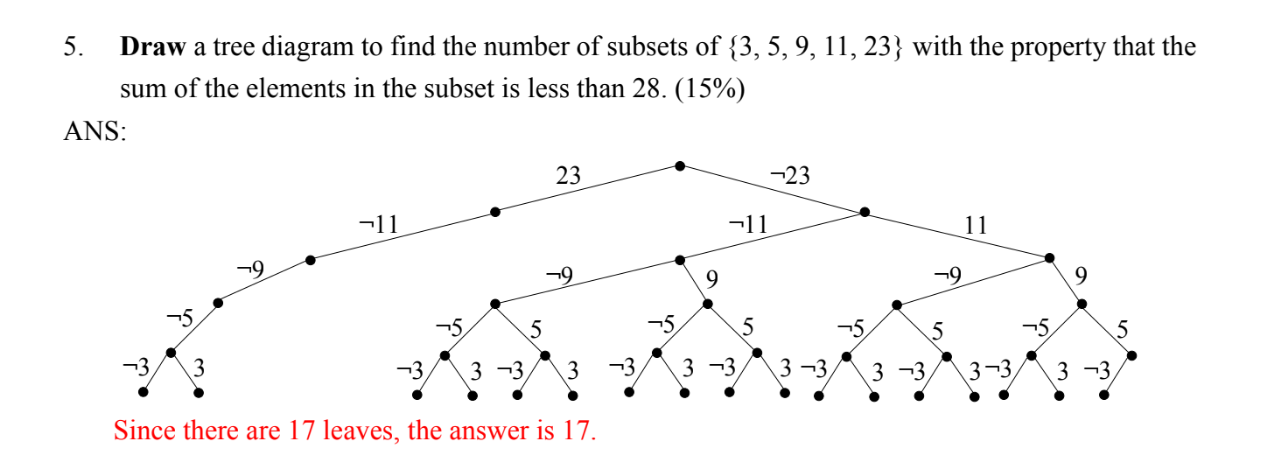 5. Draw a tree diagram to find the number of subsets of {3, 5, 9, 11, 23} with the property that the
sum of the elements in the subset is less than 28. (15%)
ANS:
23 ¬23
¬11 ¬11 11
¬9 ¬9 9 ¬9 9
¬5 ¬5 5 ¬5 5 ¬5 5 ¬5 5
¬3 3 ¬3 3 ¬3 3 ¬3 3 ¬3 3 ¬3 3 ¬3 3 ¬3 3 ¬3
Since there are 17 leaves, the answer is 17.